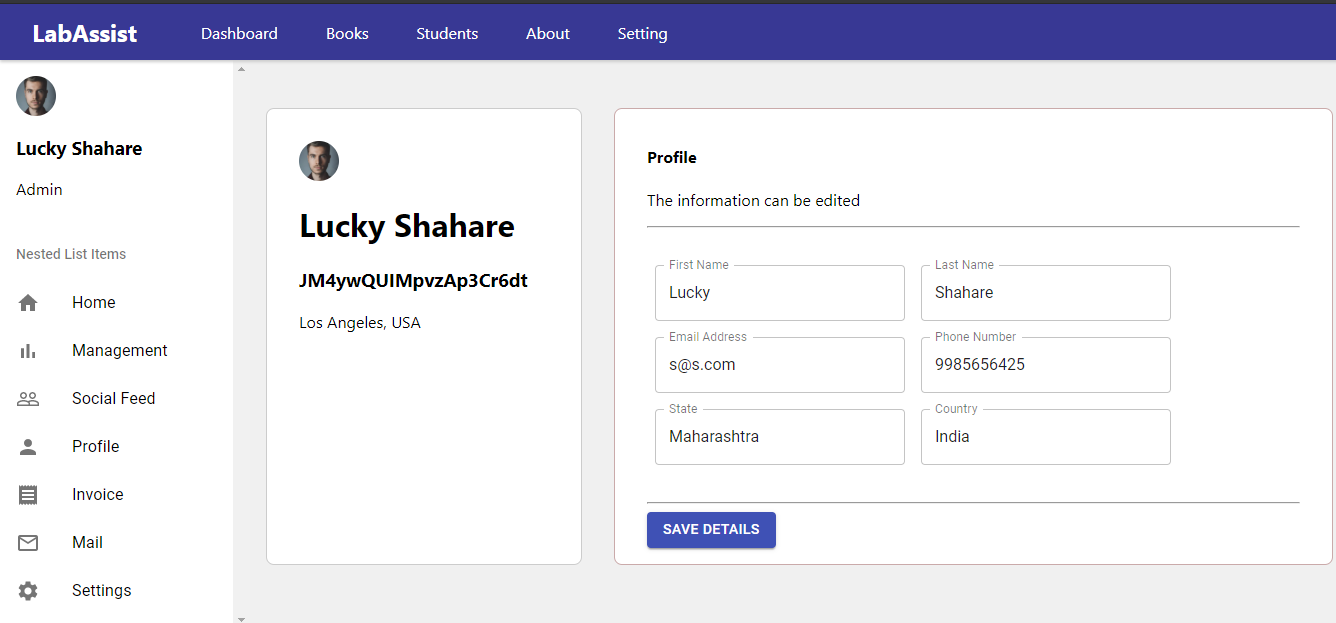 LabAssist Dashboard Books Students About Setting
Lucky Shahare
Admin
Nested List Items
Home
Management
Social Feed
Profile
Invoice
Mail
Settings
Lucky Shahare
JM4ywQUIMpvzAp3Cr6dt
Los Angeles, USA
Profile
The information can be edited
First Name
Lucky
Last Name
Shahare
Email Address
s@s.com
Phone Number
9985656425
State
Maharashtra
Country
India
SAVE DETAILS